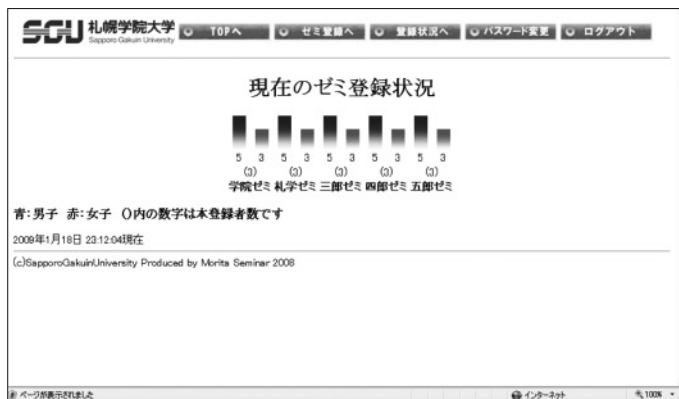 SGU 札幌学院大学 Sapporo Gakuin University TOPへ ゼミ登録へ 登録状況へ パスワード変更 ログアウト
現在のゼミ登録状況
5 3 5 3 5 3 5 3 5 3
(3) (3) (3) (3) (3)
学院ゼミ 札学ゼミ 三郎ゼミ 四郎ゼミ 五郎ゼミ
青:男子 赤:女子 ()内の数字は本登録者数です
2009年1月18日 23:12:04現在
(c)SapporoGakuinUniversity Produced by Morita Seminar 2008
ページが表示されました インターネット 100%